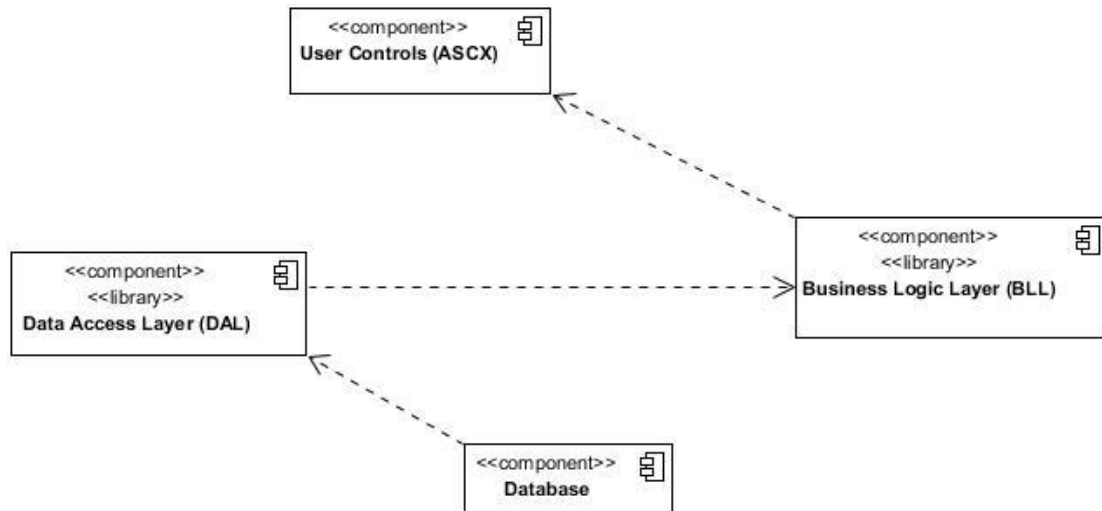 <<component>>
User Controls (ASCX)
<<component>>
<<library>>
Business Logic Layer (BLL)
<<component>>
<<library>>
Data Access Layer (DAL)
<<component>>
Database